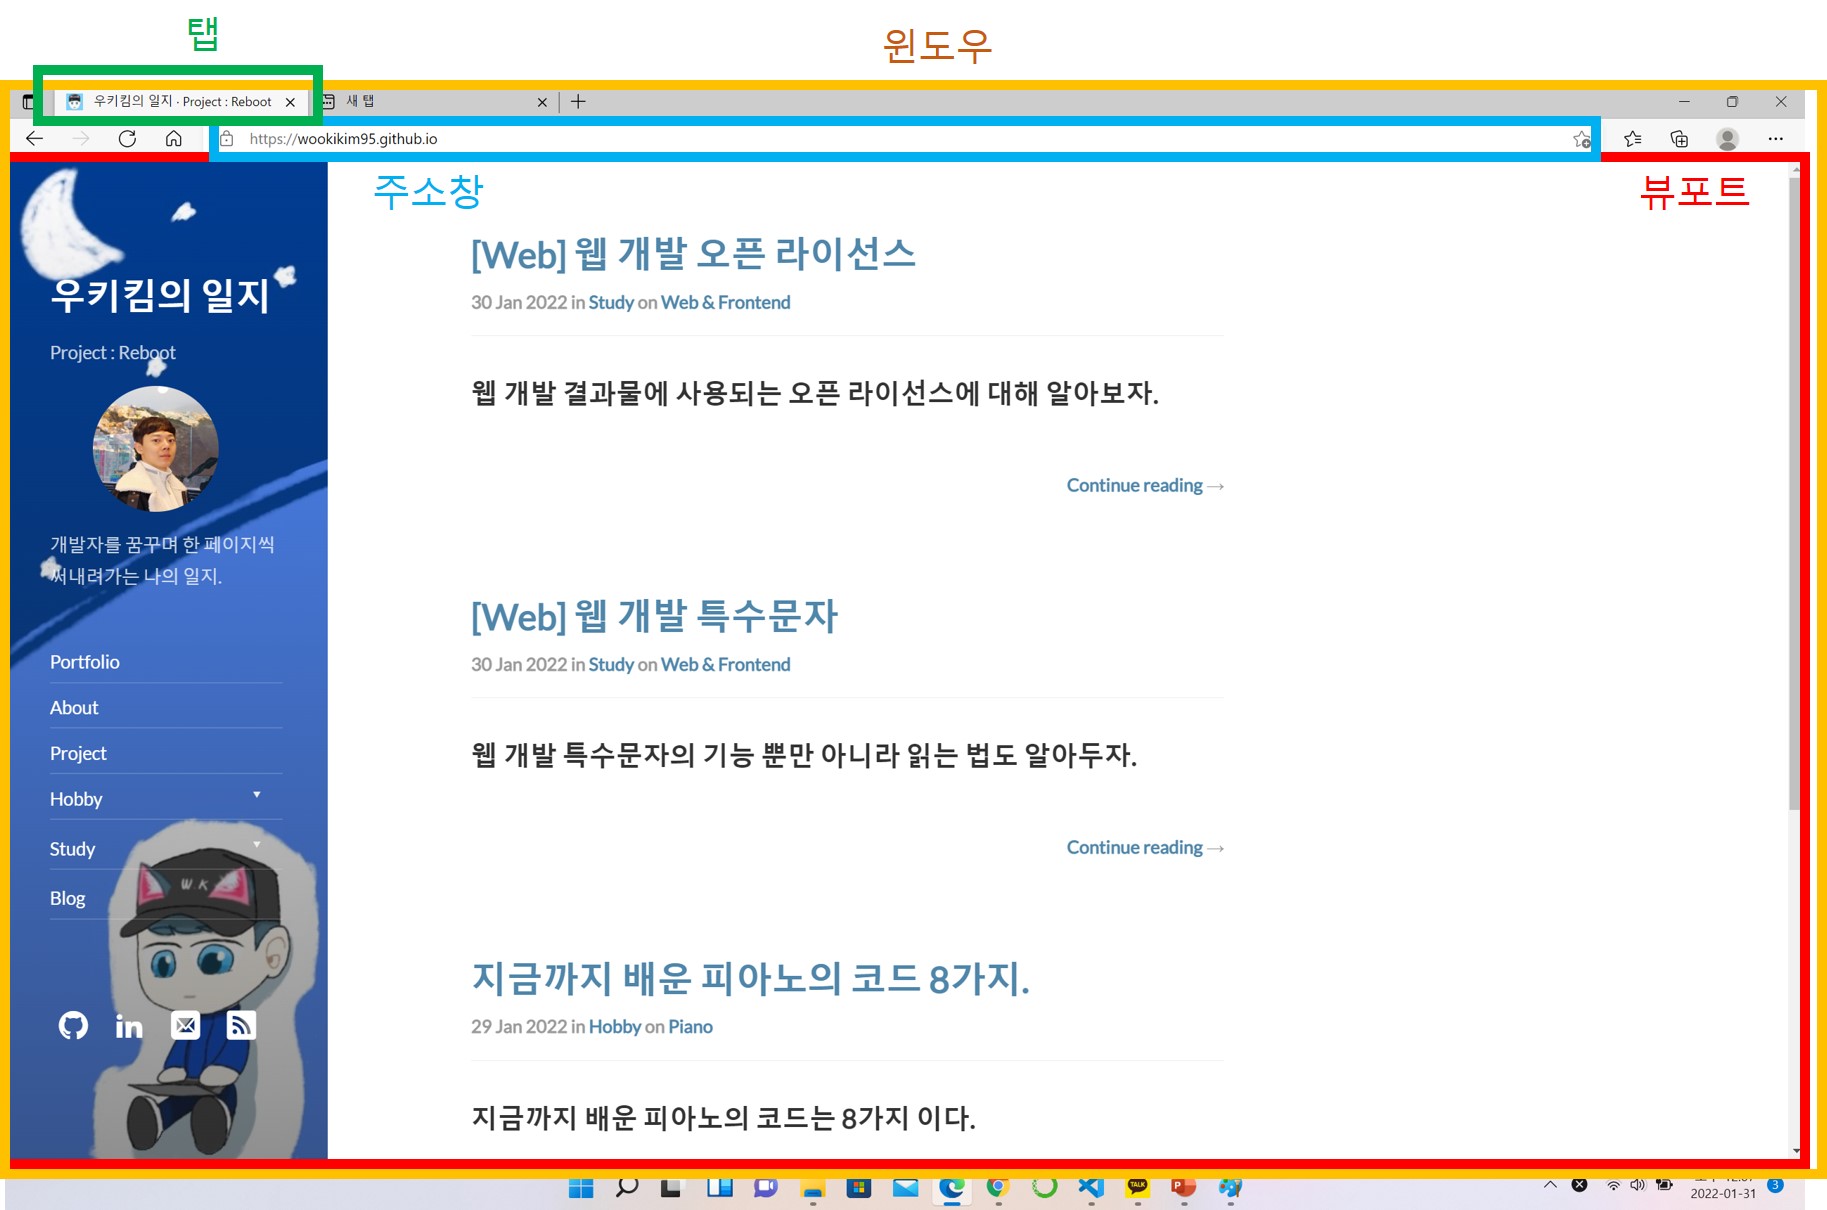 탭
윈도우
우키킴의 일지 · Project : Reboot
새 탭
https://wookikim95.github.io
주소창
뷰포트
우키킴의 일지
Project : Reboot
개발자를 꿈꾸며 한 페이지씩
써내려가는 나의 일지.
Portfolio
About
Project
Hobby
Study
Blog
W K
in
[Web] 웹 개발 오픈 라이선스
30 Jan 2022 in Study on Web & Frontend
웹 개발 결과물에 사용되는 오픈 라이선스에 대해 알아보자.
Continue reading →
[Web] 웹 개발 특수문자
30 Jan 2022 in Study on Web & Frontend
웹 개발 특수문자의 기능 뿐만 아니라 읽는 법도 알아두자.
Continue reading →
지금까지 배운 피아노의 코드 8가지.
29 Jan 2022 in Hobby on Piano
지금까지 배운 피아노의 코드는 8가지 이다.
TALK
P
2022-01-31
3